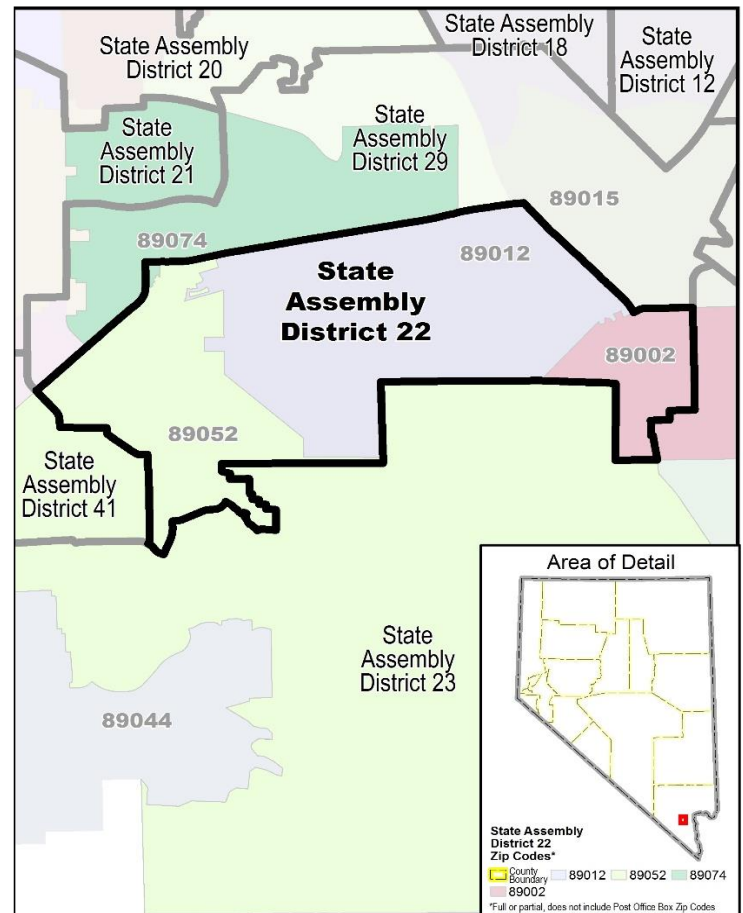 State Assembly
District 20
State Assembly
District 18
State
Assembly
District 12
State
Assembly
District 21
State
Assembly
District 29
89015
89074
89012
State
Assembly
District 22
89002
89052
State
Assembly
District 41
State
Assembly
District 23
89044
Area of Detail
State Assembly
District 22
Zip Codes*
County
Boundary
89012
89052
89074
89002
*Full or partial, does not include Post Office Box Zip Codes